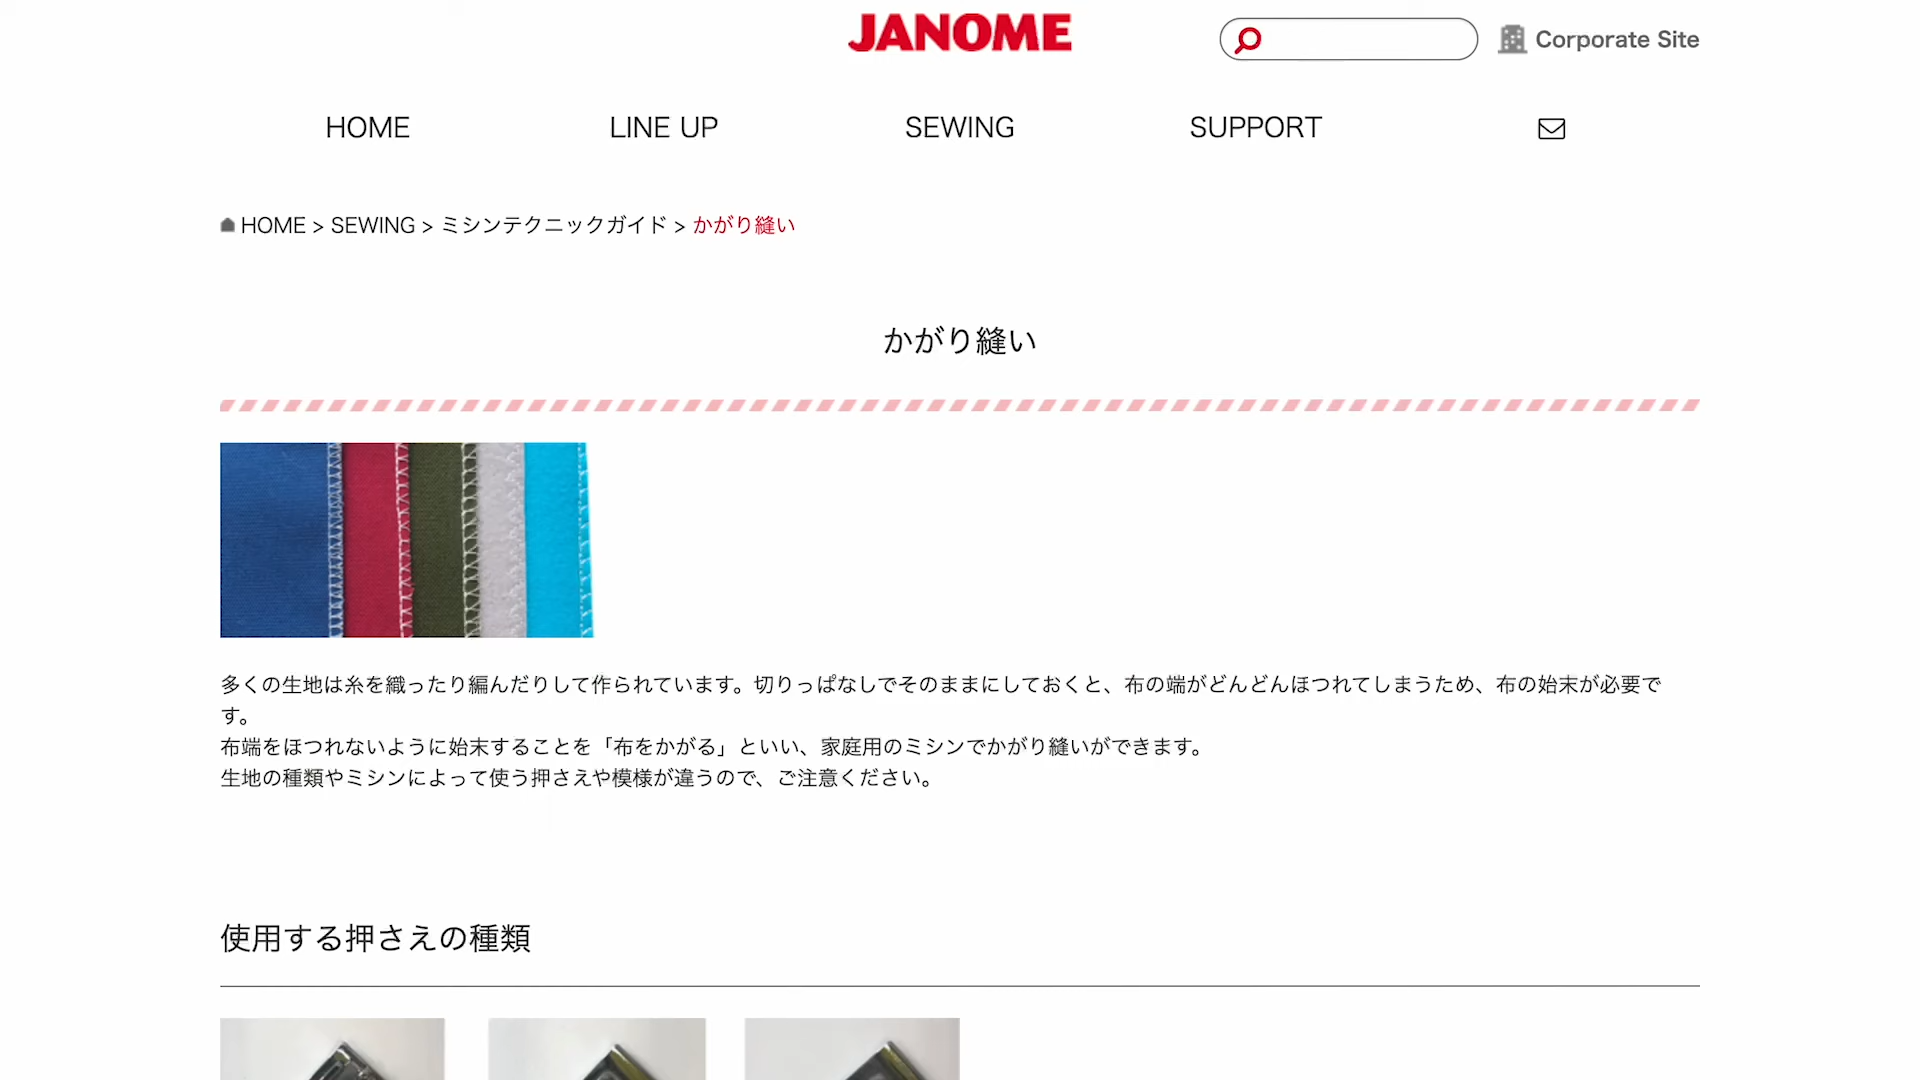 JANOME
Corporate Site
HOME
LINE UP
SEWING
SUPPORT
HOME > SEWING > ミシンテクニックガイド > かがり縫い
かがり縫い
多くの生地は糸を織ったり編んだりして作られています。切りっぱなしでそのままにしておくと、布の端がどんどんほつれてしまうため、布の始末が必要で
す。
布端をほつれないように始末することを「布をかがる」といい、家庭用のミシンでかがり縫いができます。
生地の種類やミシンによって使う押さえや模様が違うので、ご注意ください。
使用する押さえの種類